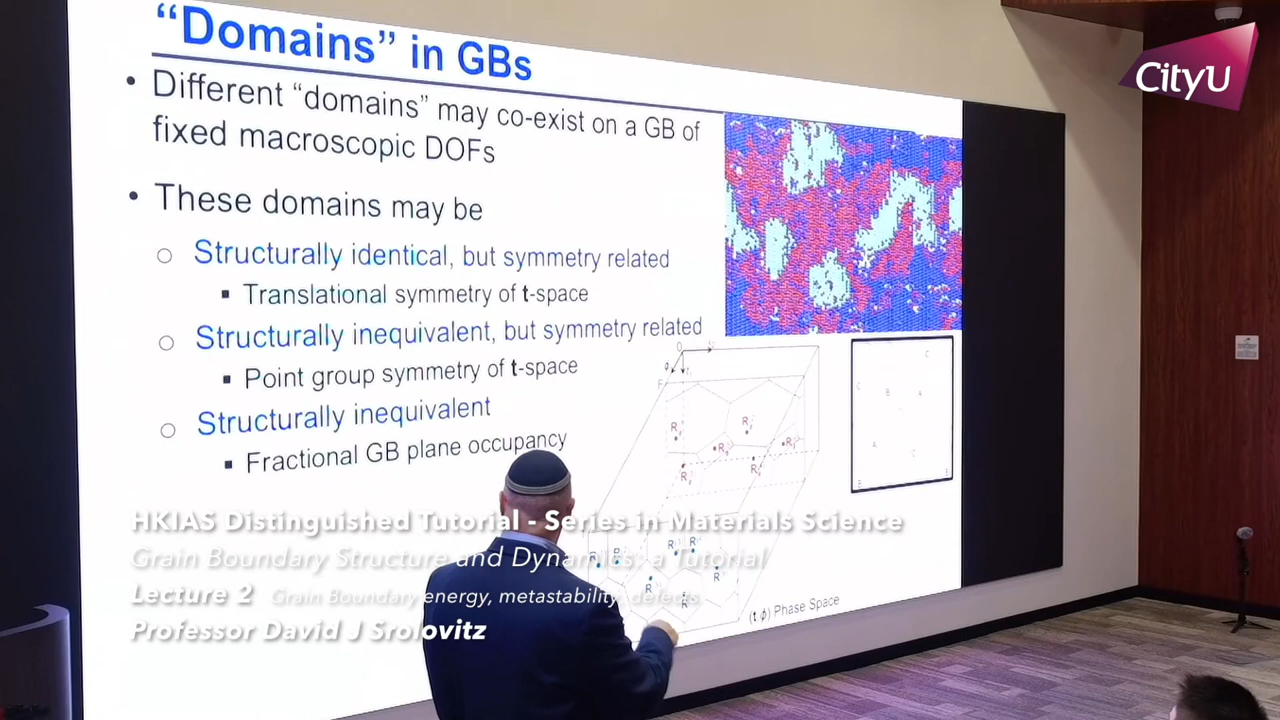 "Domains" in GBs
CityU
• Different "domains" may co-exist on a GB of
fixed macroscopic DOFs
• These domains may be
○ Structurally identical, but symmetry related
▪ Translational symmetry of t-space
○ Structurally inequivalent, but symmetry related
▪ Point group symmetry of t-space
○ Structurally inequivalent
▪ Fractional GB plane occupancy
(t,φ) Phase Space
HKIAS Distinguished Tutorial - Series in Materials Science
Grain Boundary Structure and Dynamics: a Tutorial
Lecture 2 Grain Boundary energy, metastability, defects
Professor David J Srolovitz